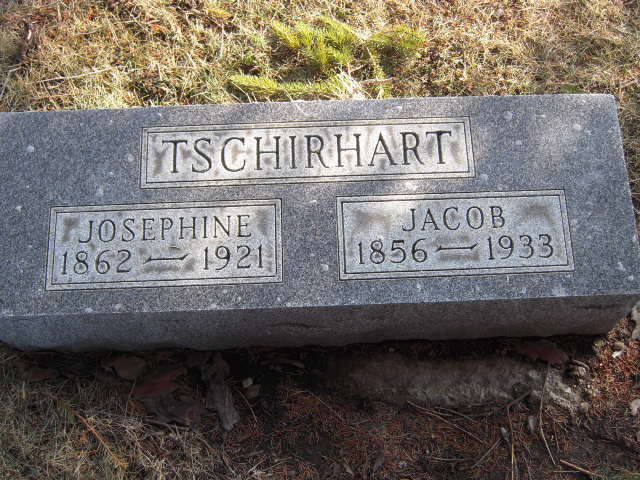 TSCHIRHART
JOSEPHINE
1862 — 1921
JACOB
1856 — 1933